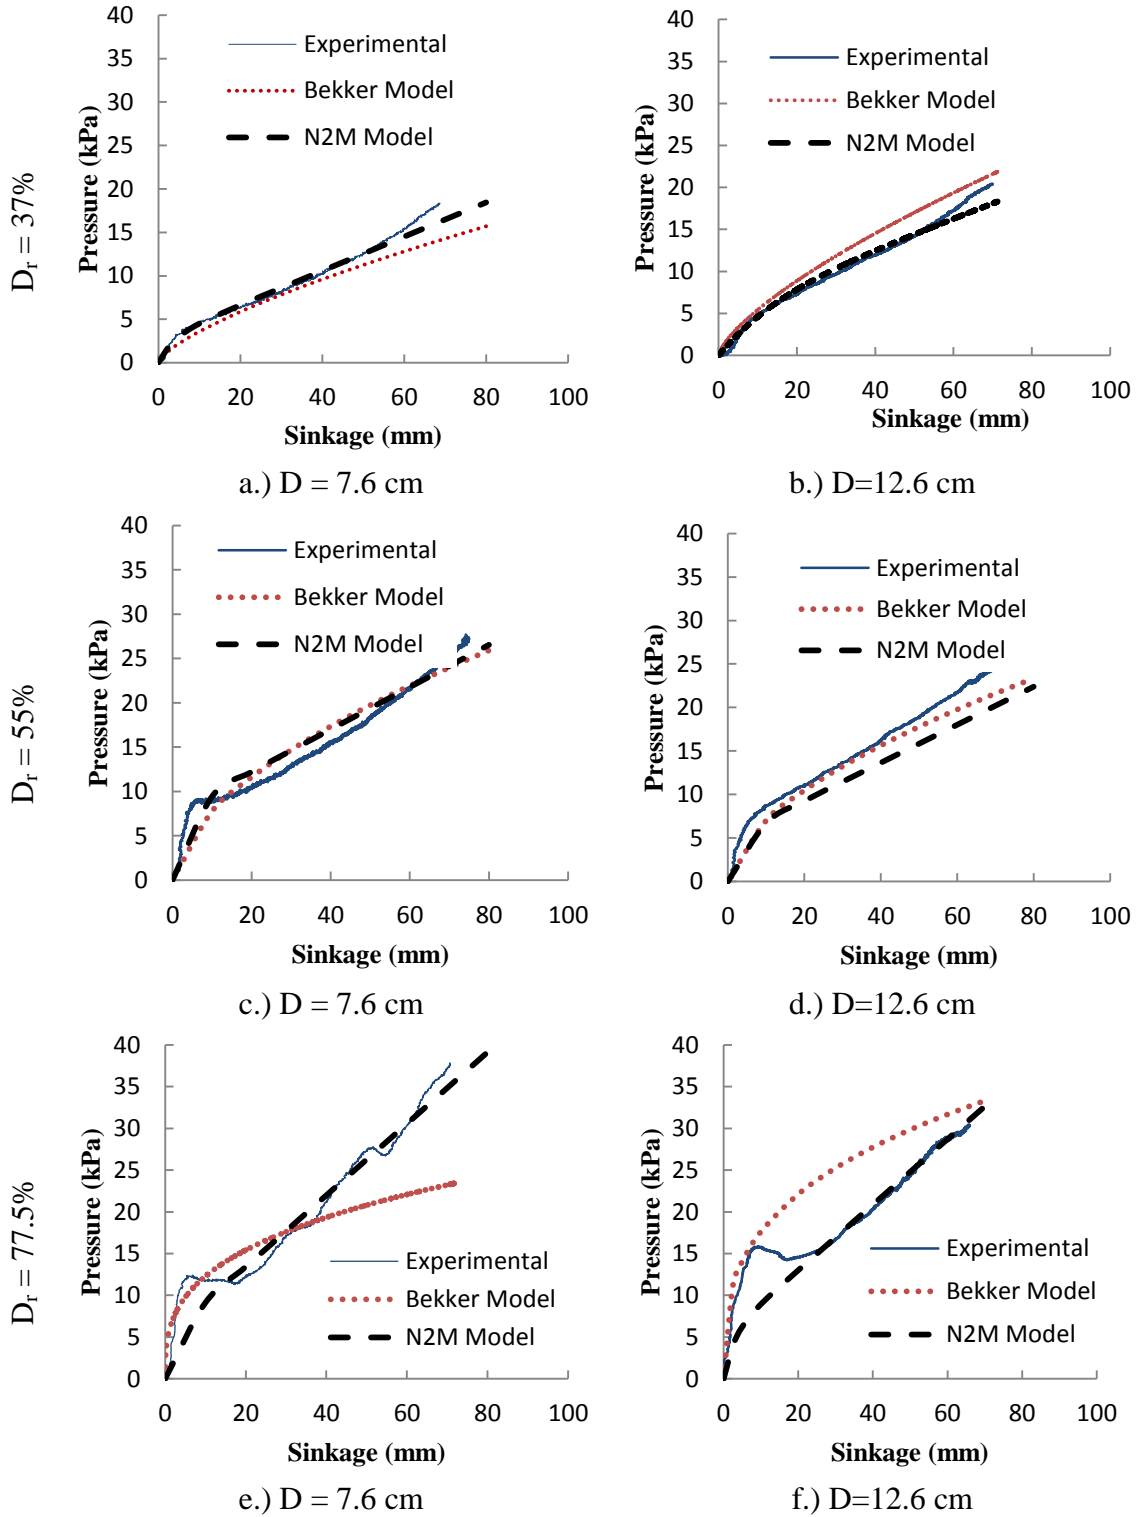 D_r = 37%
40
35
30
25
20
15
10
5
0
Pressure (kPa)
Experimental
Bekker Model
N2M Model
0 20 40 60 80 100
Sinkage (mm)
a.) D = 7.6 cm
40
35
30
25
20
15
10
5
0
Pressure (kPa)
Experimental
Bekker Model
N2M Model
0 20 40 60 80 100
Sinkage (mm)
b.) D=12.6 cm
D_r = 55%
40
35
30
25
20
15
10
5
0
Pressure (kPa)
Experimental
Bekker Model
N2M Model
0 20 40 60 80 100
Sinkage (mm)
c.) D = 7.6 cm
40
35
30
25
20
15
10
5
0
Pressure (kPa)
Experimental
Bekker Model
N2M Model
0 20 40 60 80 100
Sinkage (mm)
d.) D=12.6 cm
D_r = 77.5%
40
35
30
25
20
15
10
5
0
Pressure (kPa)
Experimental
Bekker Model
N2M Model
0 20 40 60 80 100
Sinkage (mm)
e.) D = 7.6 cm
40
35
30
25
20
15
10
5
0
Pressure (kPa)
Experimental
Bekker Model
N2M Model
0 20 40 60 80 100
Sinkage (mm)
f.) D=12.6 cm